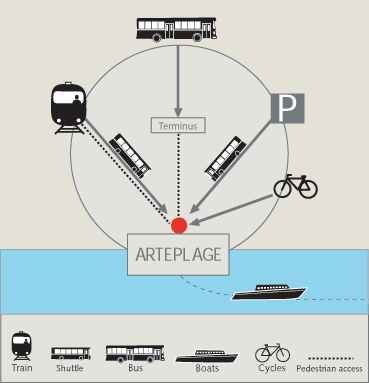 P
Terminus
ARTEPLAGE
Train Shuttle Bus Boats Cycles Pedestrian access